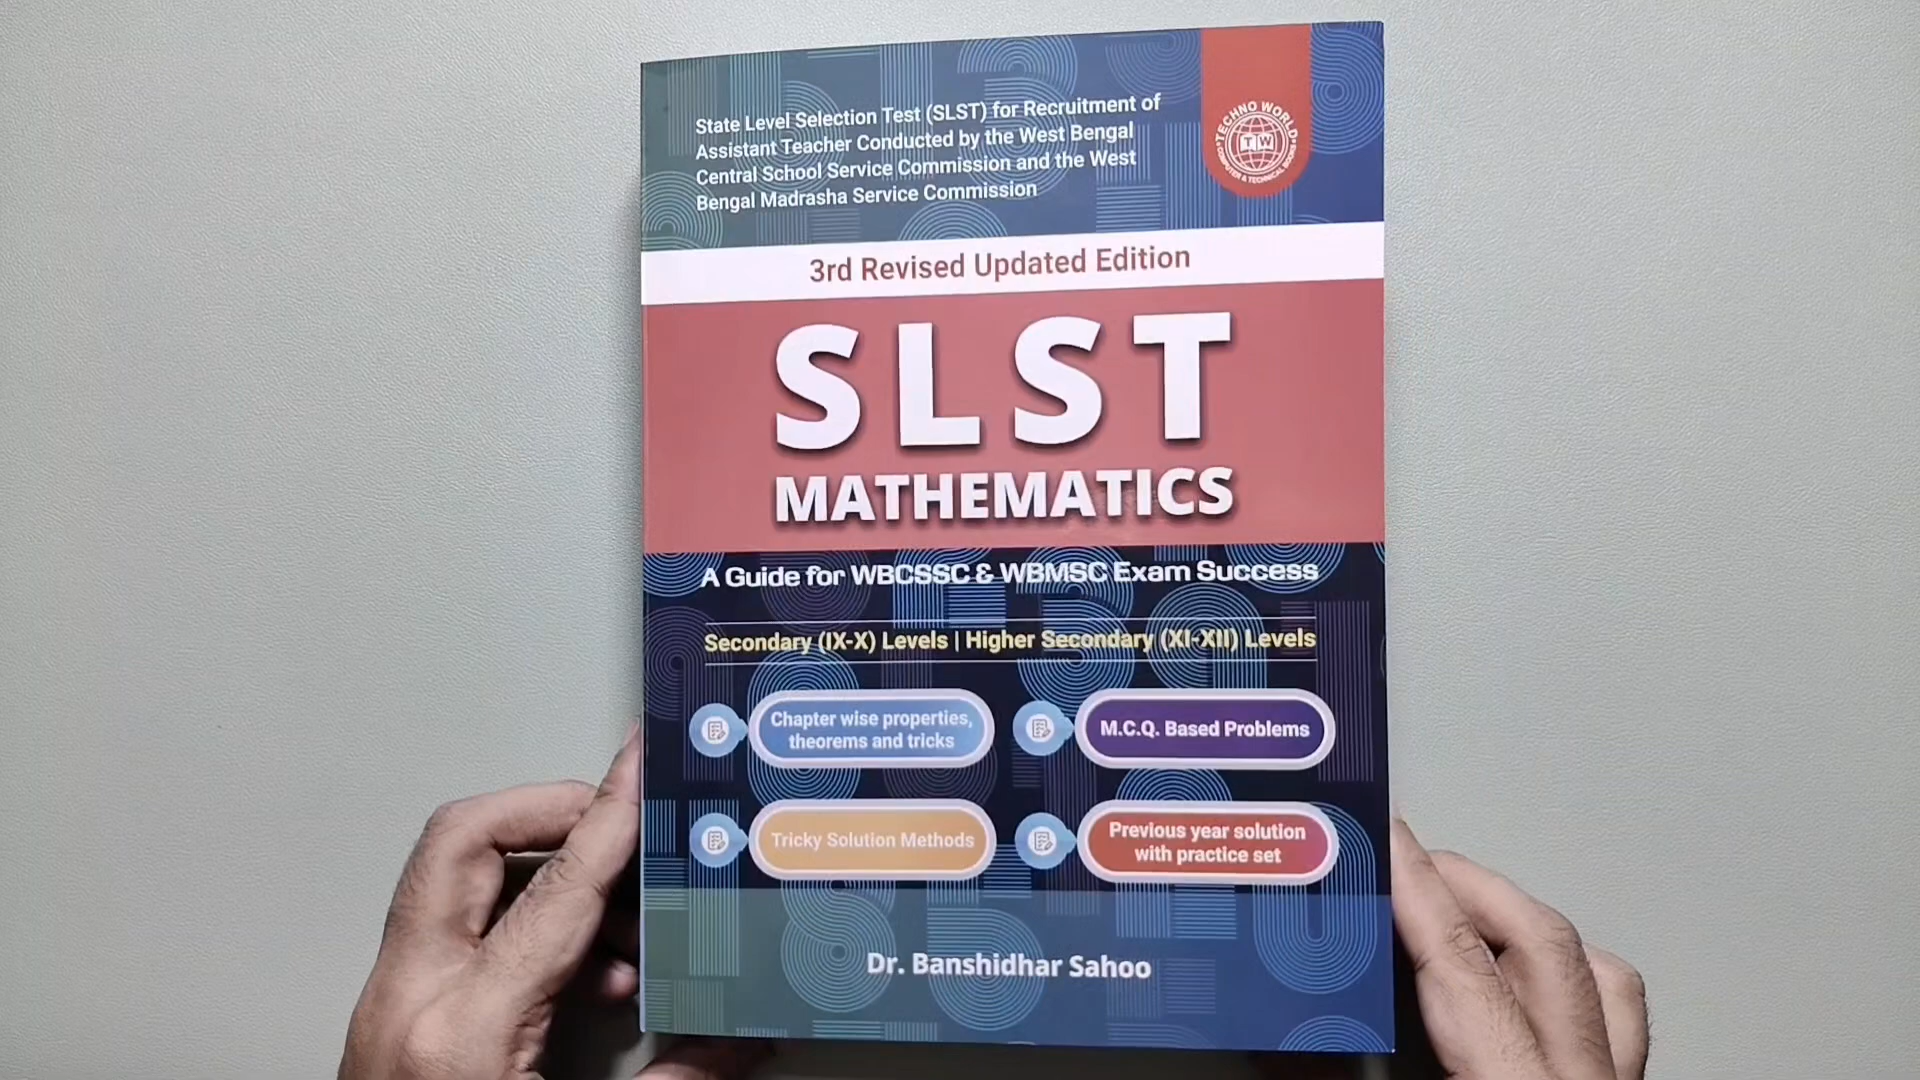 State Level Selection Test (SLST) for Recruitment of
Assistant Teacher Conducted by the West Bengal
Central School Service Commission and the West
Bengal Madrasha Service Commission
TECHNO WORLD
TW
COMPUTER & TECHNICAL BOOKS
3rd Revised Updated Edition
SLST
MATHEMATICS
A Guide for WBCSSC & WBMSC Exam Success
Secondary (IX-X) Levels | Higher Secondary (XI-XII) Levels
Chapter wise properties,
theorems and tricks
M.C.Q. Based Problems
Tricky Solution Methods
Previous year solution
with practice set
Dr. Banshidhar Sahoo